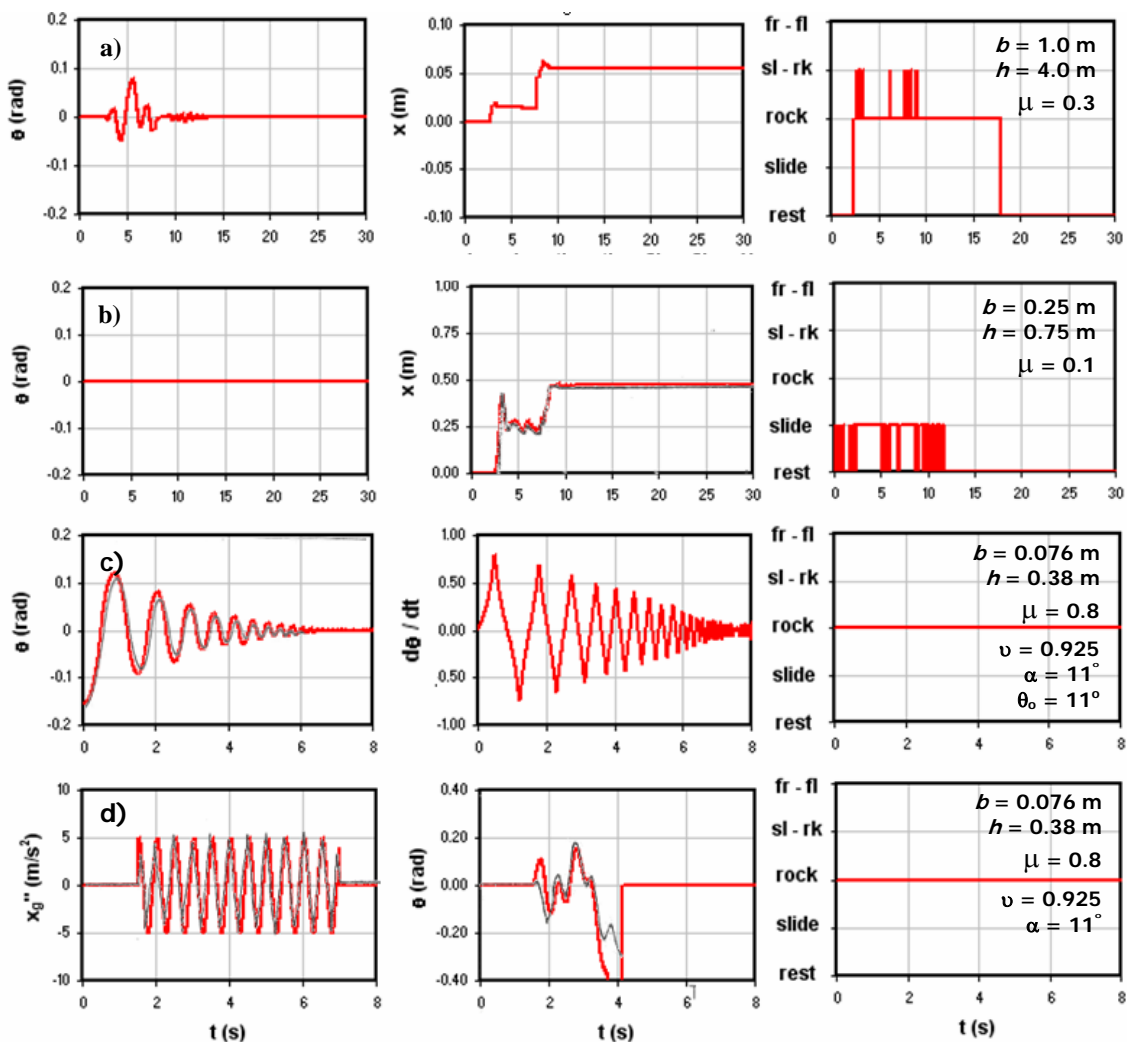 a)
θ (rad)
0.2
0.1
0
-0.1
-0.2
0 5 10 15 20 25 30
x (m)
0.10
0.05
0.00
-0.05
-0.10
0 5 10 15 20 25 30
fr - fl
sl - rk
rock
slide
rest
b = 1.0 m
h = 4.0 m
μ = 0.3
0 5 10 15 20 25 30
b)
θ (rad)
0.2
0.1
0
-0.1
-0.2
0 5 10 15 20 25 30
x (m)
1.00
0.75
0.50
0.25
0.00
0 5 10 15 20 25 30
fr - fl
sl - rk
rock
slide
rest
b = 0.25 m
h = 0.75 m
μ = 0.1
0 5 10 15 20 25 30
c)
θ (rad)
0.2
0.1
0
-0.1
-0.2
0 2 4 6 8
dθ / dt
1.00
0.50
0.00
-0.50
-1.00
0 2 4 6 8
fr - fl
sl - rk
rock
slide
rest
b = 0.076 m
h = 0.38 m
μ = 0.8
υ = 0.925
α = 11°
θo = 11°
0 2 4 6 8
d)
xg'' (m/s²)
10
5
0
-5
-10
0 2 4 6 8
t (s)
θ (rad)
0.40
0.20
0.00
-0.20
-0.40
0 2 4 6 8
t (s)
fr - fl
sl - rk
rock
slide
rest
b = 0.076 m
h = 0.38 m
μ = 0.8
υ = 0.925
α = 11°
0 2 4 6 8
t (s)